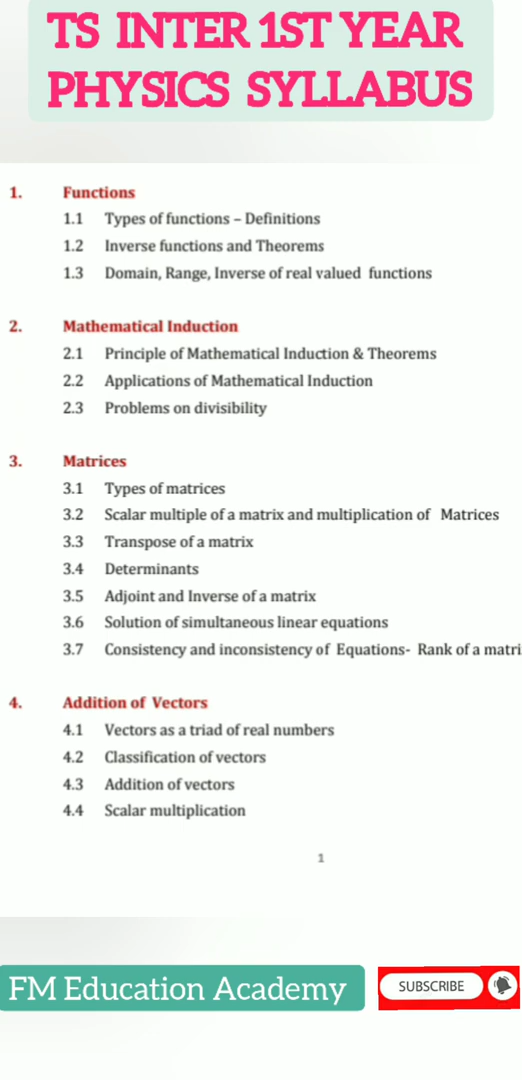 TS INTER 1ST YEAR
PHYSICS SYLLABUS
1. Functions
1.1 Types of functions – Definitions
1.2 Inverse functions and Theorems
1.3 Domain, Range, Inverse of real valued functions
2. Mathematical Induction
2.1 Principle of Mathematical Induction & Theorems
2.2 Applications of Mathematical Induction
2.3 Problems on divisibility
3. Matrices
3.1 Types of matrices
3.2 Scalar multiple of a matrix and multiplication of Matrices
3.3 Transpose of a matrix
3.4 Determinants
3.5 Adjoint and Inverse of a matrix
3.6 Solution of simultaneous linear equations
3.7 Consistency and inconsistency of Equations- Rank of a matri
4. Addition of Vectors
4.1 Vectors as a triad of real numbers
4.2 Classification of vectors
4.3 Addition of vectors
4.4 Scalar multiplication
1
FM Education Academy
SUBSCRIBE